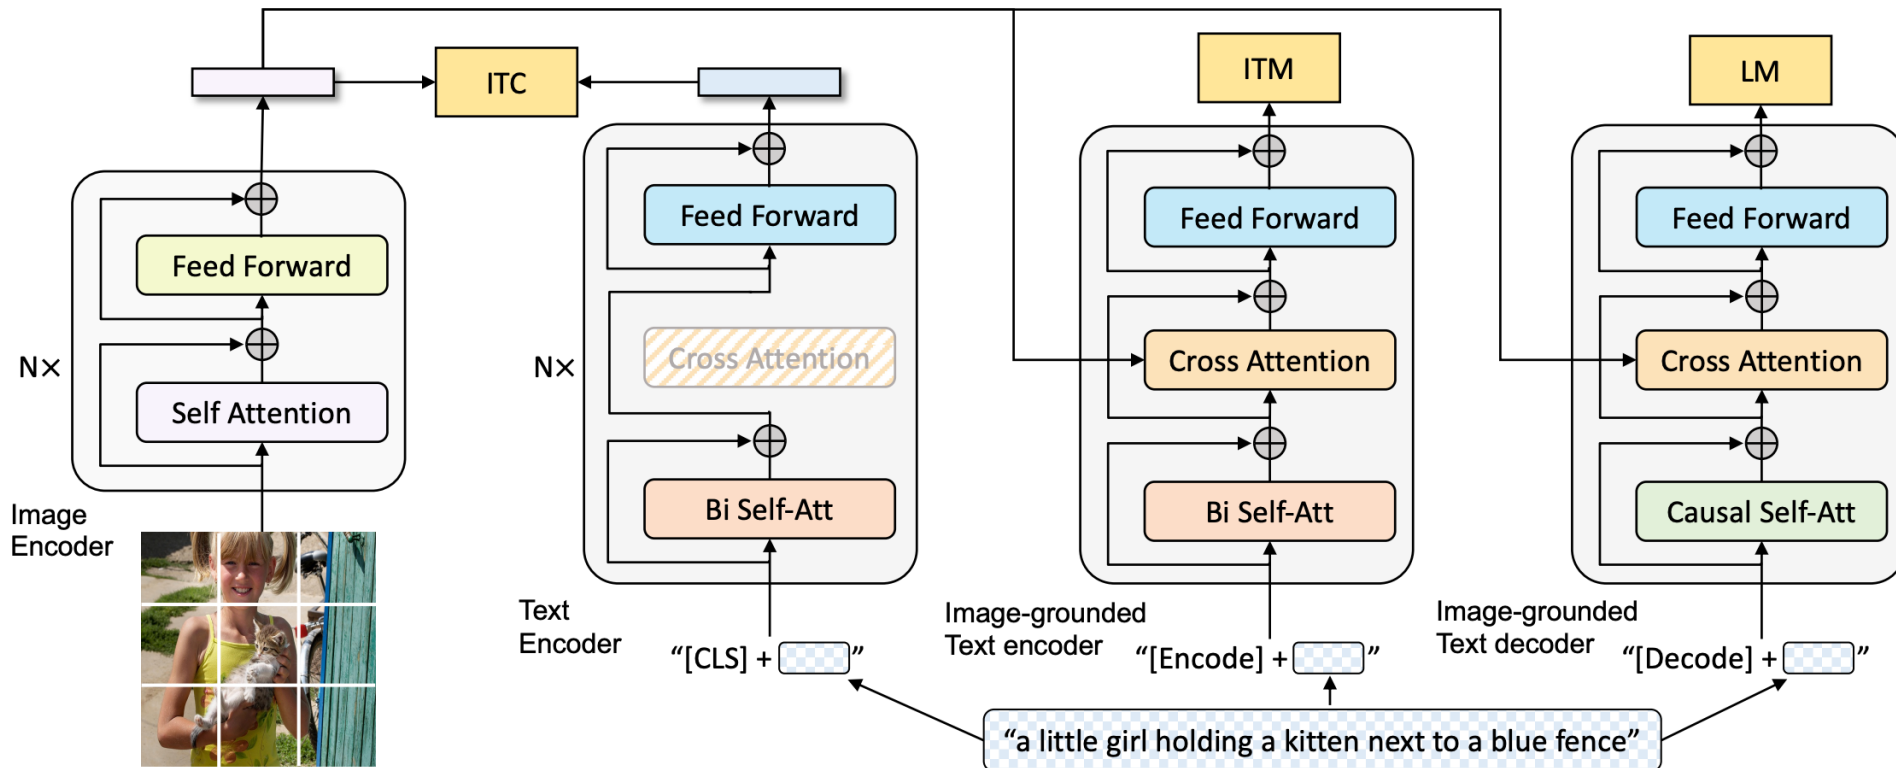 ITC
ITM
LM
Feed Forward
Self Attention
N×
Image
Encoder
Feed Forward
Cross Attention
Bi Self-Att
N×
Text
Encoder
“[CLS] + ”
Feed Forward
Cross Attention
Bi Self-Att
Image-grounded
Text encoder
“[Encode] + ”
Feed Forward
Cross Attention
Causal Self-Att
Image-grounded
Text decoder
“[Decode] + ”
“a little girl holding a kitten next to a blue fence”